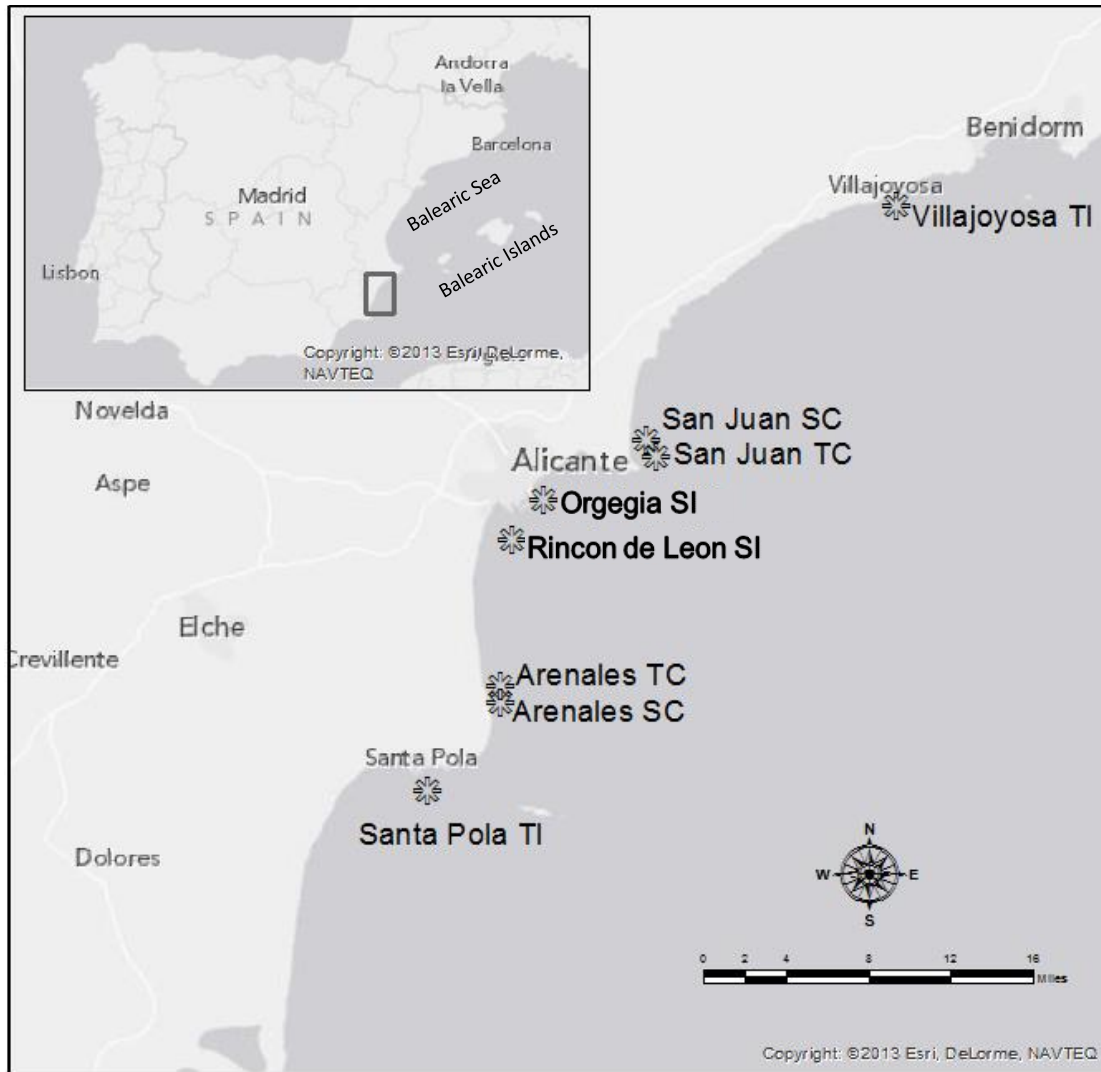 Andorra
la Vella
Barcelona
Balearic Sea
Madrid
SPAIN
Balearic Islands
Lisbon
Copyright: ©2013 Esri, DeLorme,
NAVTEQ
Benidorm
Villajoyosa
Villajoyosa TI
Novelda
San Juan SC
Alicante
San Juan TC
Aspe
Orgegia SI
Rincon de Leon SI
Elche
Crevillente
Arenales TC
Arenales SC
Santa Pola
Santa Pola TI
Dolores
N
W E
S
0 2 4 8 12 16
Miles
Copyright: ©2013 Esri, DeLorme, NAVTEQ